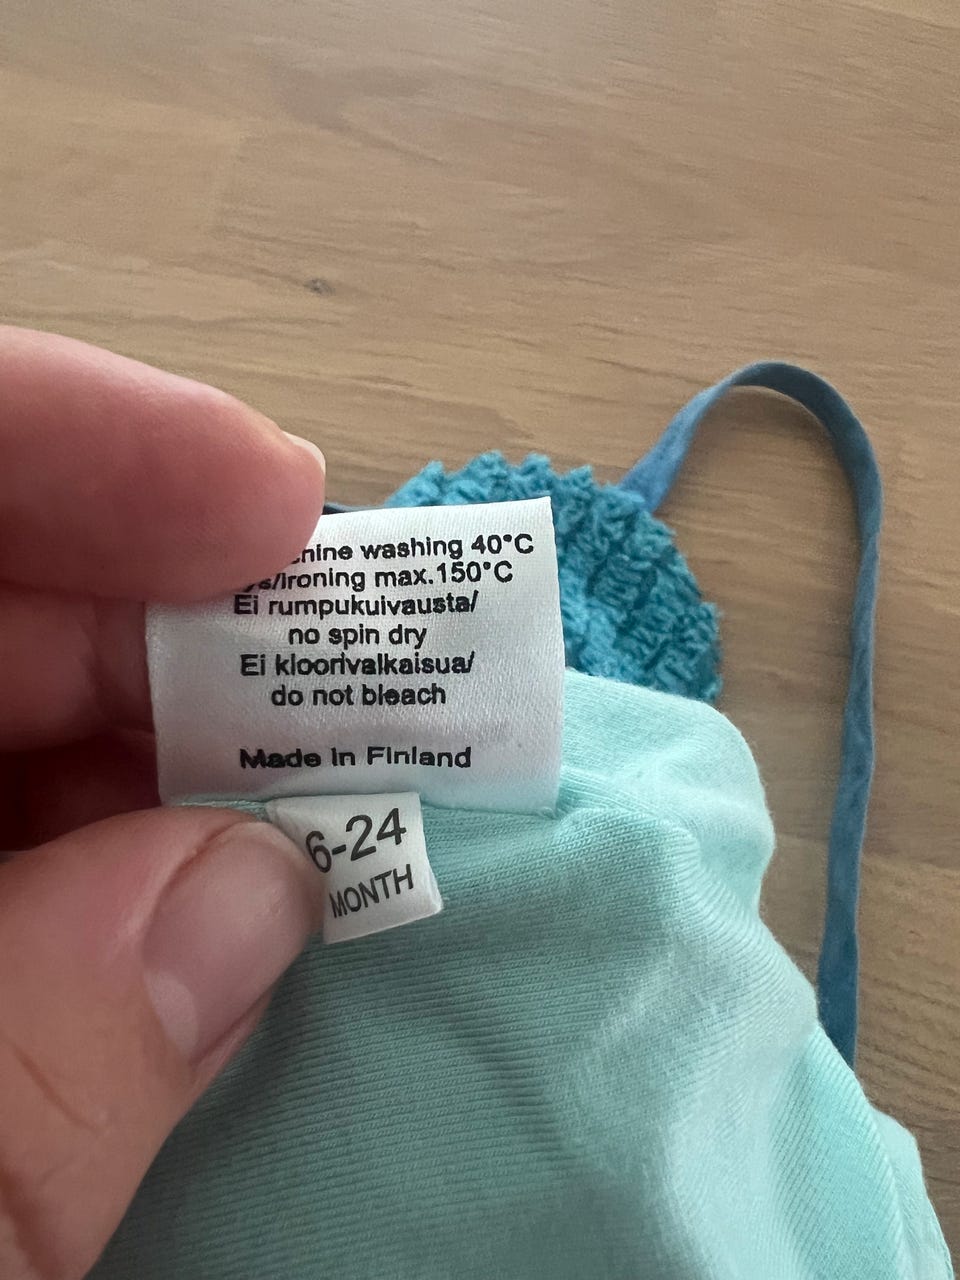 washing 40°C
ironing max.150°C
Ei rumpukuivausta/
no spin dry
Ei kloorivalkaisua/
do not bleach
Made in Finland
6-24
MONTH